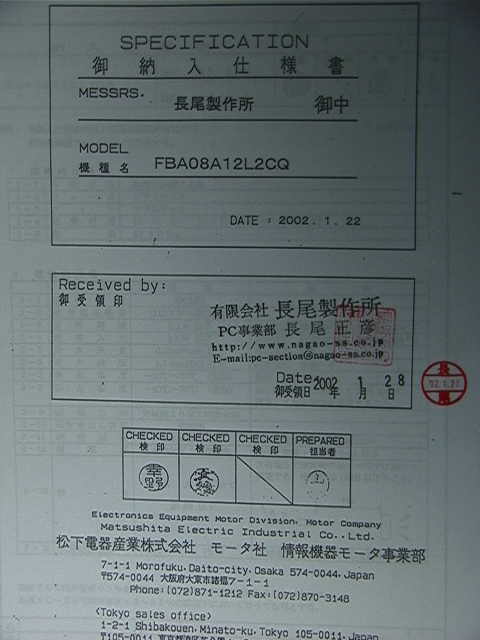 SPECIFICATION
御納入仕様書
MESSRS. 長尾製作所 御中
MODEL
機種名 FBA08A12L2CQ
DATE : 2002. 1. 22
Received by:
御受領印
有限会社 長尾製作所
PC事業部 長尾正彦
http://www.nagao-ss.co.jp
E-mail:pc-section@nagao-ss.co.jp
Date 2002 1 28
御受領日 年 月 日
CHECKED CHECKED CHECKED PREPARED
検印 検印 検印 担当者
Electronics Equipment Motor Division, Motor Company
Matsushita Electric Industrial Co., Ltd.
松下電器産業株式会社 モータ社 情報機器モータ事業部
7-1-1 Morofuku, Daito-city, Osaka 574-0044, Japan
〒574-0044 大阪府大東市諸福7-1-1
Phone:(072)871-1212 Fax:(072)870-3148
(Tokyo sales office)
1-2-1 Shibakouen, Minato-ku, Tokyo 105-0011, Japan